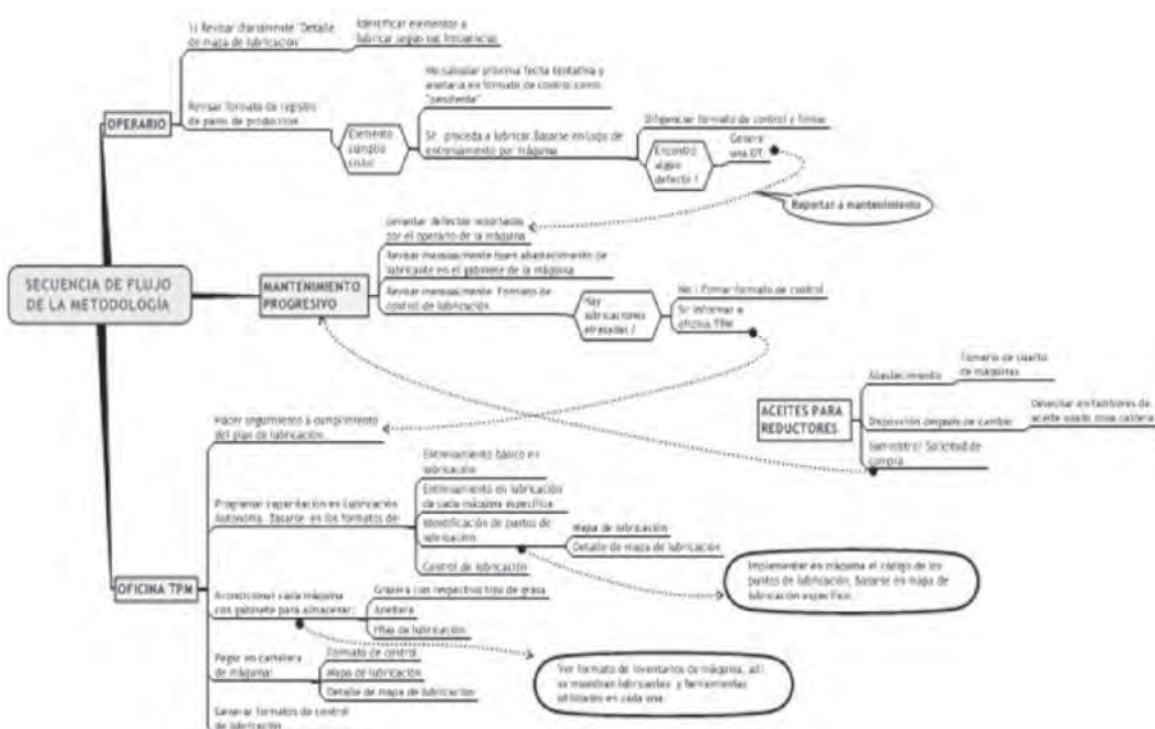 1) Revisar diariamente "Detalle
de mapa de lubricación"
Identificar elementos a
lubricar según sus frecuencias
OPERARIO
Revisar formato de registro
de paros de producción
Elemento
cumplió
ciclo?
No: calcular próxima fecha tentativa y
anotarla en formato de control como
"pendiente"
Si: proceda a lubricar. Basarse en
entrenamiento por máquina
Diligenciar formato de control y firmar
Encontró
algún
defecto ?
Generar
una OT
Reportar a mantenimiento
SECUENCIA DE FLUJO
DE LA METODOLOGÍA
MANTENIMIENTO
PROGRESIVO
Levantar defectos reportados
por el operario de la máquina
Revisar mensualmente buen abastecimiento de
lubricante en el gabinete de la máquina
Revisar mensualmente Formato de
control de lubricación.
Hay
lubricaciones
atrasadas ?
No : Firmar formato de control
Si: Informar a
oficina TPM
ACEITES PARA
REDUCTORES
Abastecimiento
Tomarlo de cuarto
de máquinas
Disposición después de cambio
Desechar en tambores de
aceite usado zona caldera
Suministro/ Solicitud de
compra
OFICINA TPM
Hacer seguimiento a cumplimiento
del plan de lubricación.
Programar capacitación en Lubricación
Autonoma. Basarse en los formatos de:
Entrenamiento básico en
lubricación
Entrenamiento en lubricación
de cada máquina específica
Identificación de puntos de
lubricación
Mapa de lubricación
Detalle de mapa de lubricación
Control de lubricación
Implementar en máquina el código de los
puntos de lubricación, Basarse en mapa de
lubricación específico.
Acondicionar cada máquina
con gabinete para almacenar:
Grasera con respectivo tipo de grasa
Aceitera
de lubricación
Ver formato de inventarios de máquina, allí
se muestran lubricantes y herramientas
utilizados en cada una.
Pegar en cartelera
de máquina:
Formato de control
Mapa de lubricación
Detalle de mapa de lubricación
Generar formatos de control
de lubricación